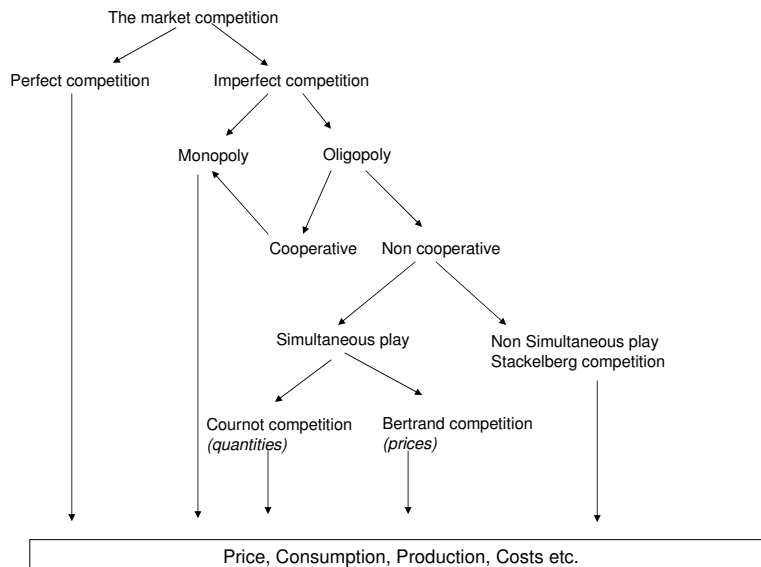 The market competition
Perfect competition
Imperfect competition
Monopoly
Oligopoly
Cooperative
Non cooperative
Simultaneous play
Non Simultaneous play
Stackelberg competition
Cournot competition
(quantities)
Bertrand competition
(prices)
Price, Consumption, Production, Costs etc.